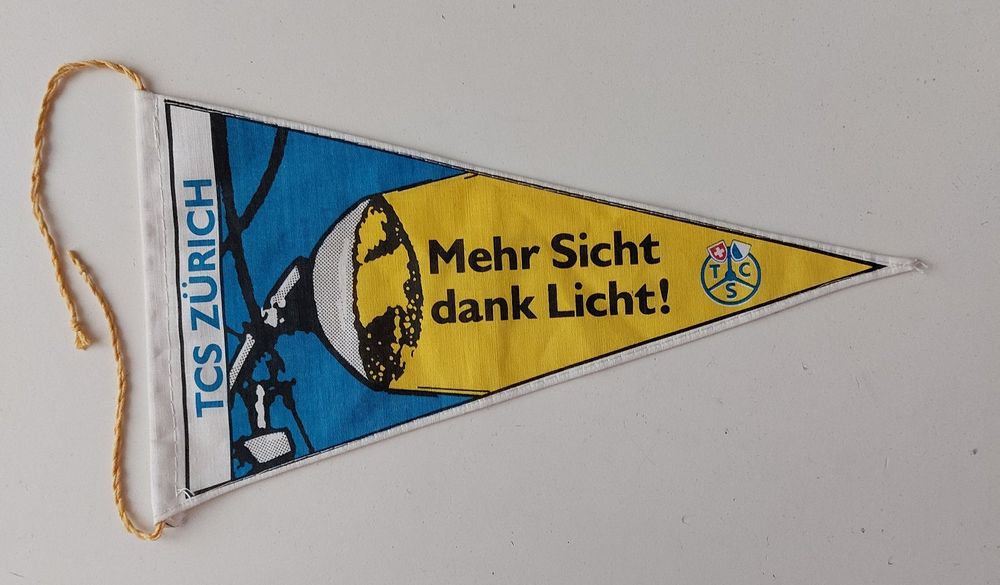 TCS ZÜRICH
Mehr Sicht
dank Licht!
T C
S